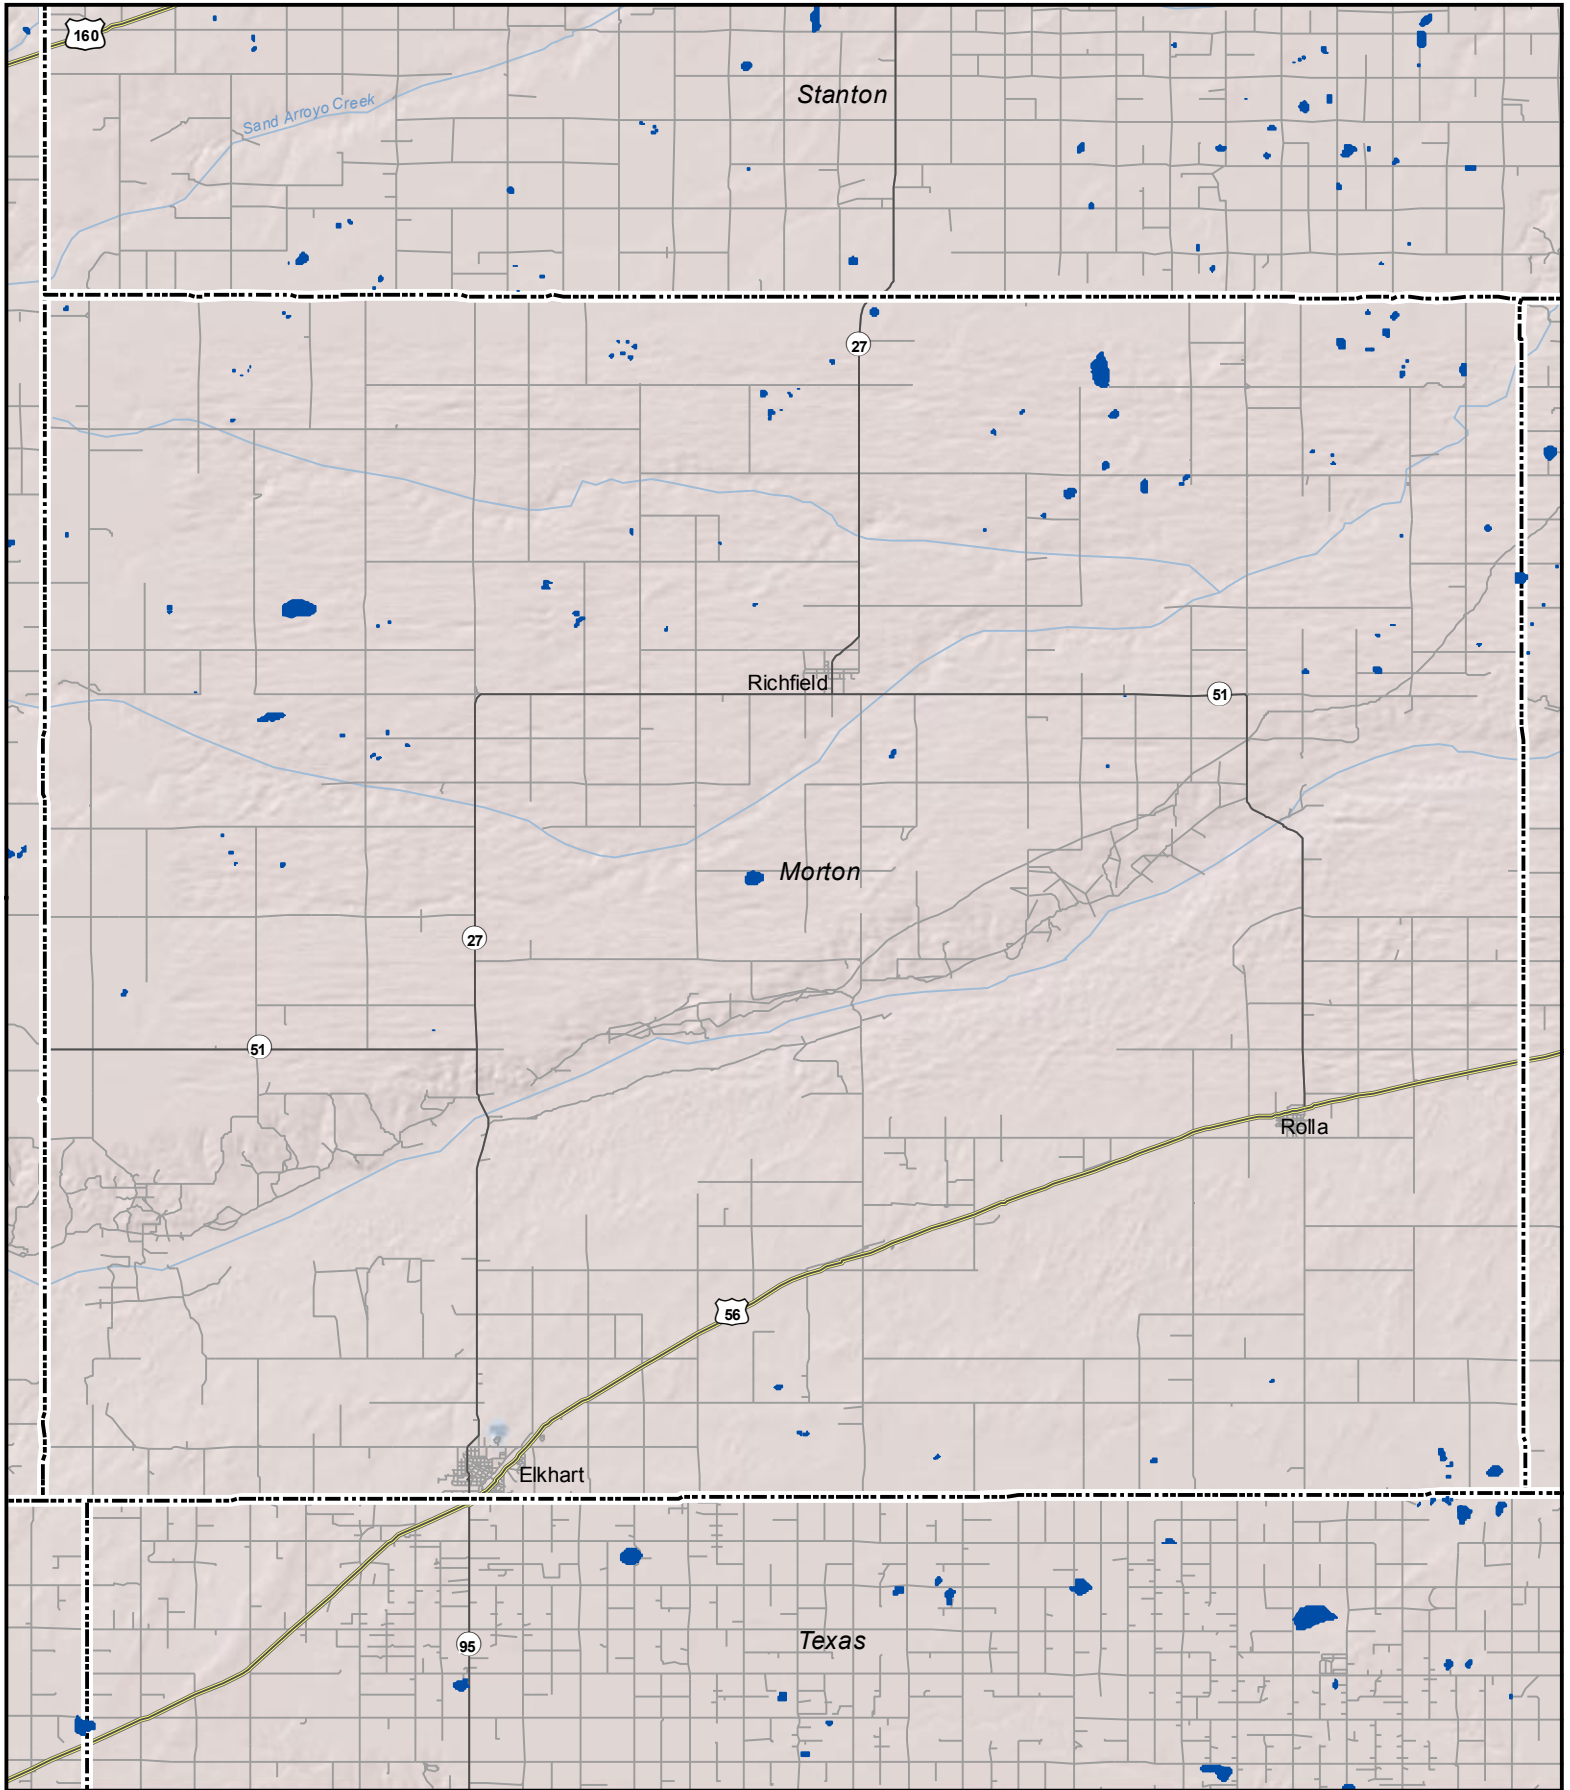 160
Stanton
Sand Arroyo Creek
27
Richfield
51
Morton
27
51
Rolla
56
Elkhart
95
Texas